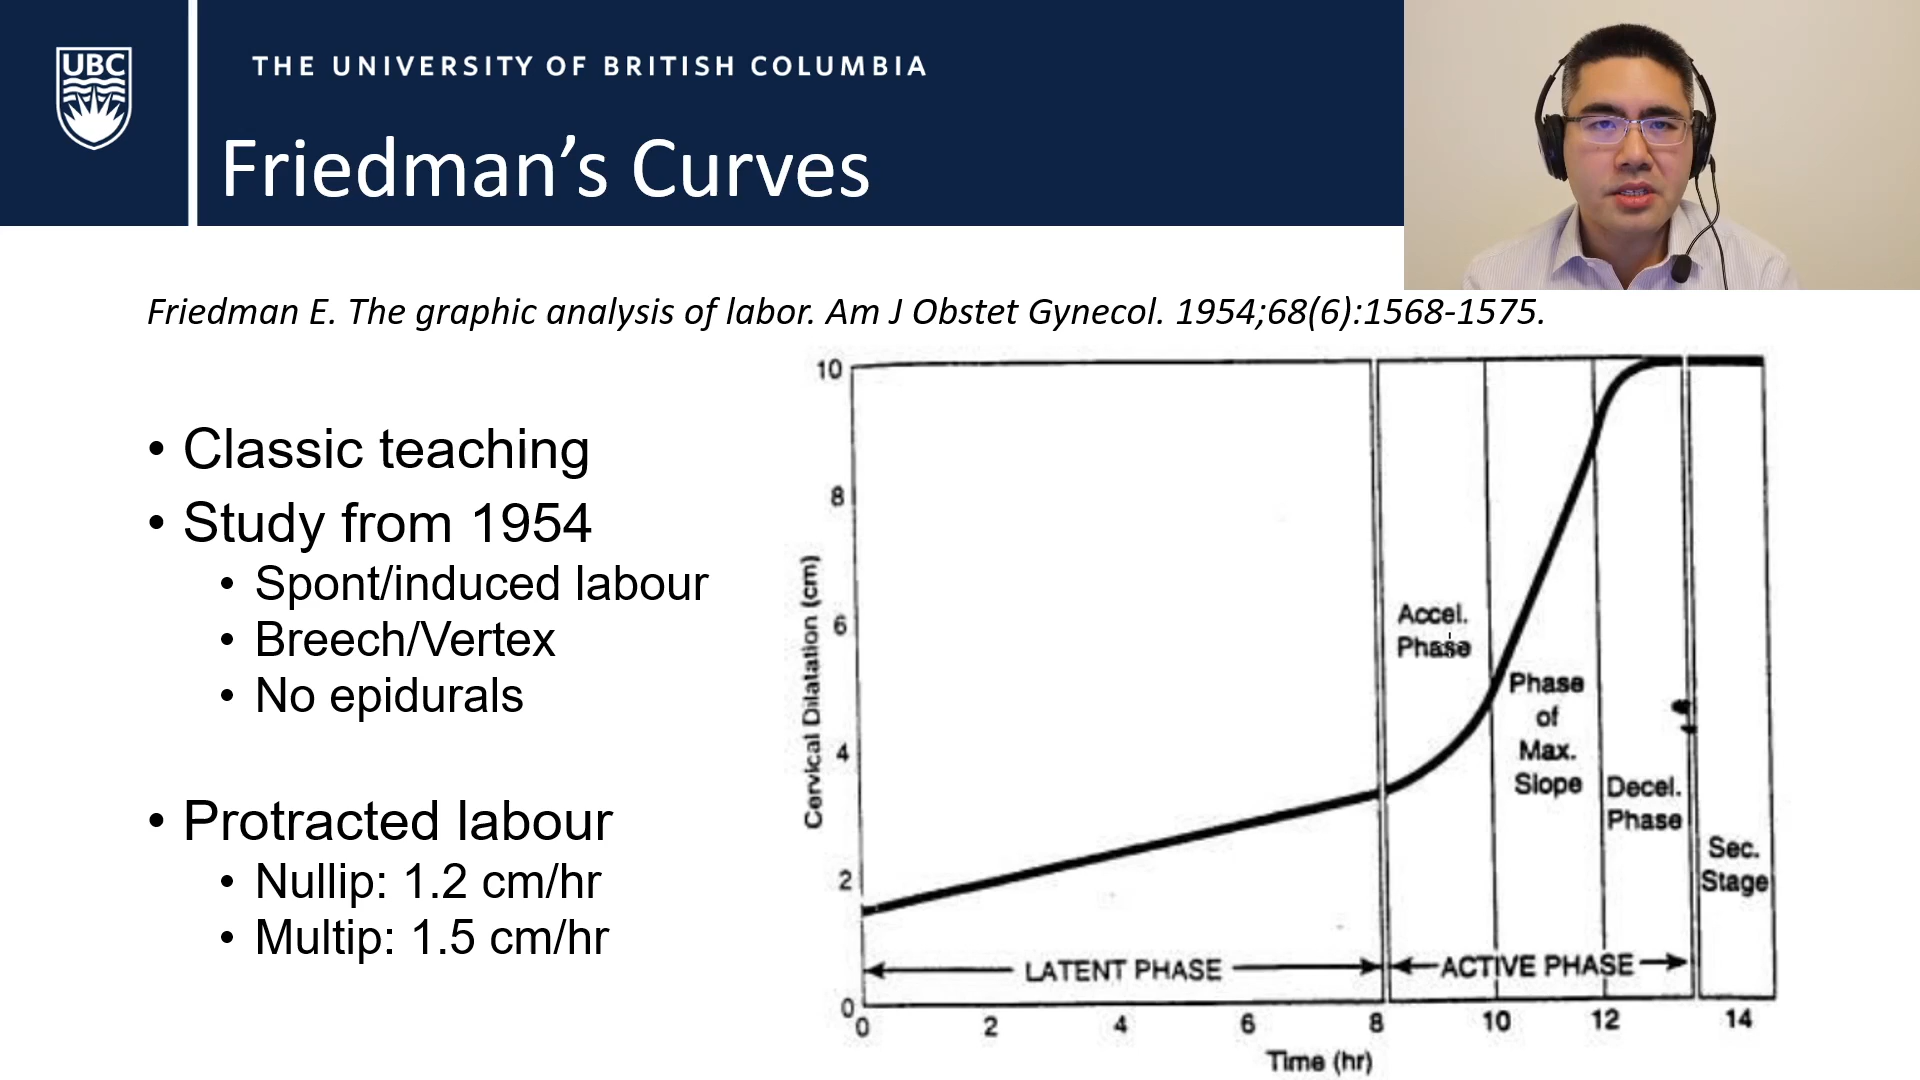 UBC
THE UNIVERSITY OF BRITISH COLUMBIA
Friedman’s Curves
Friedman E. The graphic analysis of labor. Am J Obstet Gynecol. 1954;68(6):1568-1575.
• Classic teaching
• Study from 1954
• Spont/induced labour
• Breech/Vertex
• No epidurals
• Protracted labour
• Nullip: 1.2 cm/hr
• Multip: 1.5 cm/hr
Cervical Dilatation (cm)
10
8
6
4
2
0
Accel.
Phase
Phase
of
Max.
Slope
Decel.
Phase
Sec.
Stage
LATENT PHASE
ACTIVE PHASE
0 2 4 6 8 10 12 14
Time (hr)